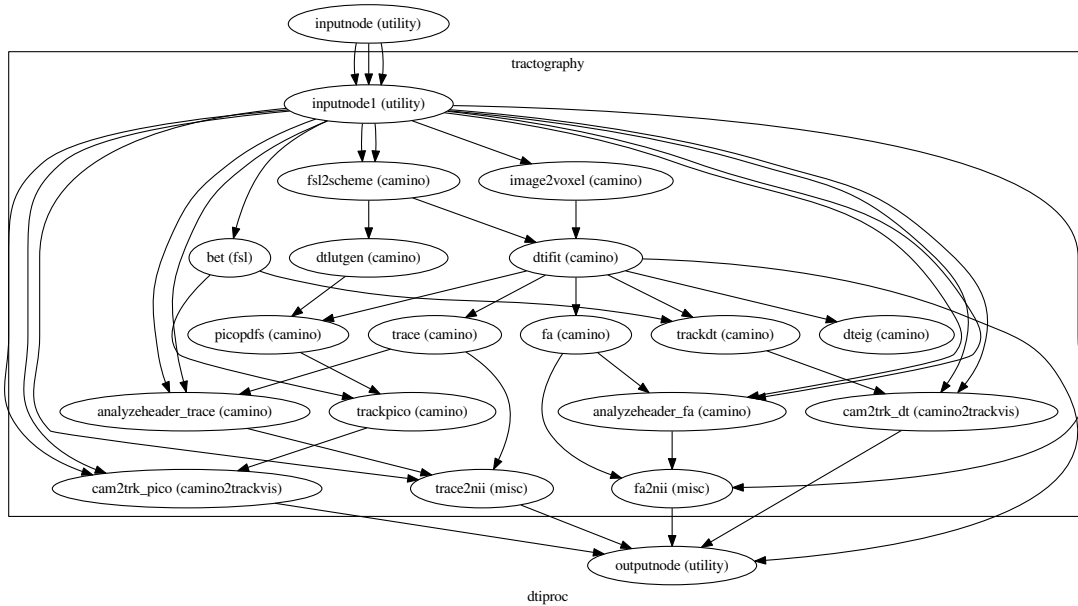 inputnode (utility)
tractography
inputnode1 (utility)
fsl2scheme (camino)
image2voxel (camino)
bet (fsl)
dtlutgen (camino)
dtifit (camino)
picopdfs (camino)
trace (camino)
fa (camino)
trackdt (camino)
dteig (camino)
analyzeheader_trace (camino)
trackpico (camino)
analyzeheader_fa (camino)
cam2trk_dt (camino2trackvis)
cam2trk_pico (camino2trackvis)
trace2nii (misc)
fa2nii (misc)
outputnode (utility)
dtiproc